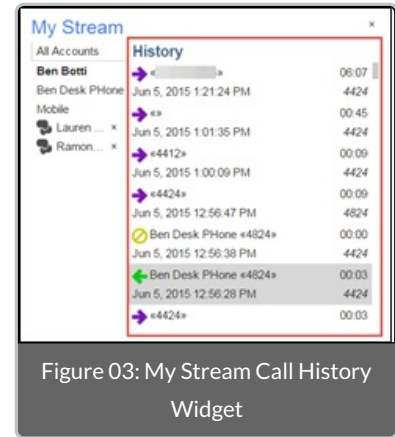 My Stream ×
All Accounts
Ben Botti
Ben Desk PHone
Mobile
Lauren ... ×
Ramon... ×
History
« » 06:07
Jun 5, 2015 1:21:24 PM 4424
«» 00:45
Jun 5, 2015 1:01:35 PM 4424
«4412» 00:09
Jun 5, 2015 1:00:09 PM 4424
«4424» 00:09
Jun 5, 2015 12:56:47 PM 4824
Ben Desk PHone «4824» 00:00
Jun 5, 2015 12:56:38 PM 4424
Ben Desk PHone «4824» 00:03
Jun 5, 2015 12:56:28 PM 4424
«4424» 00:03
Figure 03: My Stream Call History
Widget